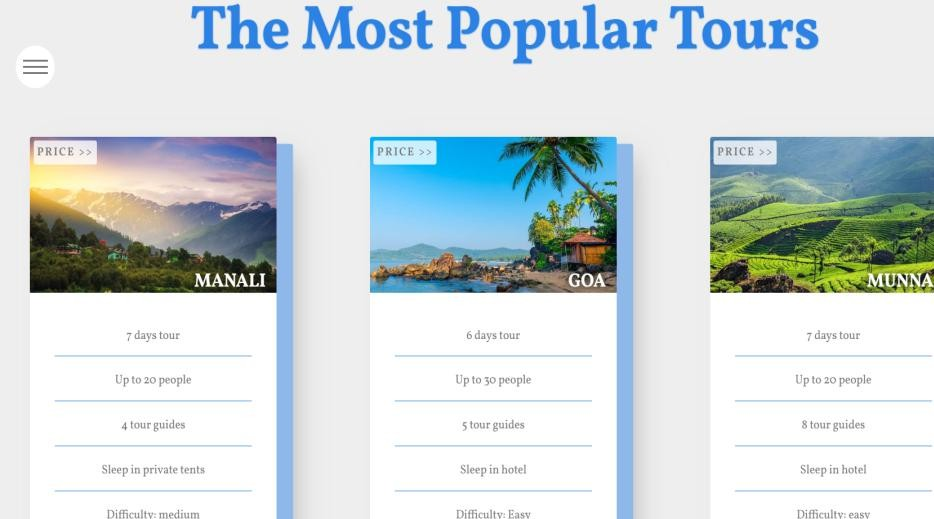 The Most Popular Tours
PRICE >>
MANALI
7 days tour
Up to 20 people
4 tour guides
Sleep in private tents
Difficulty: medium
PRICE >>
GOA
6 days tour
Up to 30 people
5 tour guides
Sleep in hotel
Difficulty: Easy
PRICE >>
MUNNA
7 days tour
Up to 20 people
8 tour guides
Sleep in hotel
Difficulty: easy